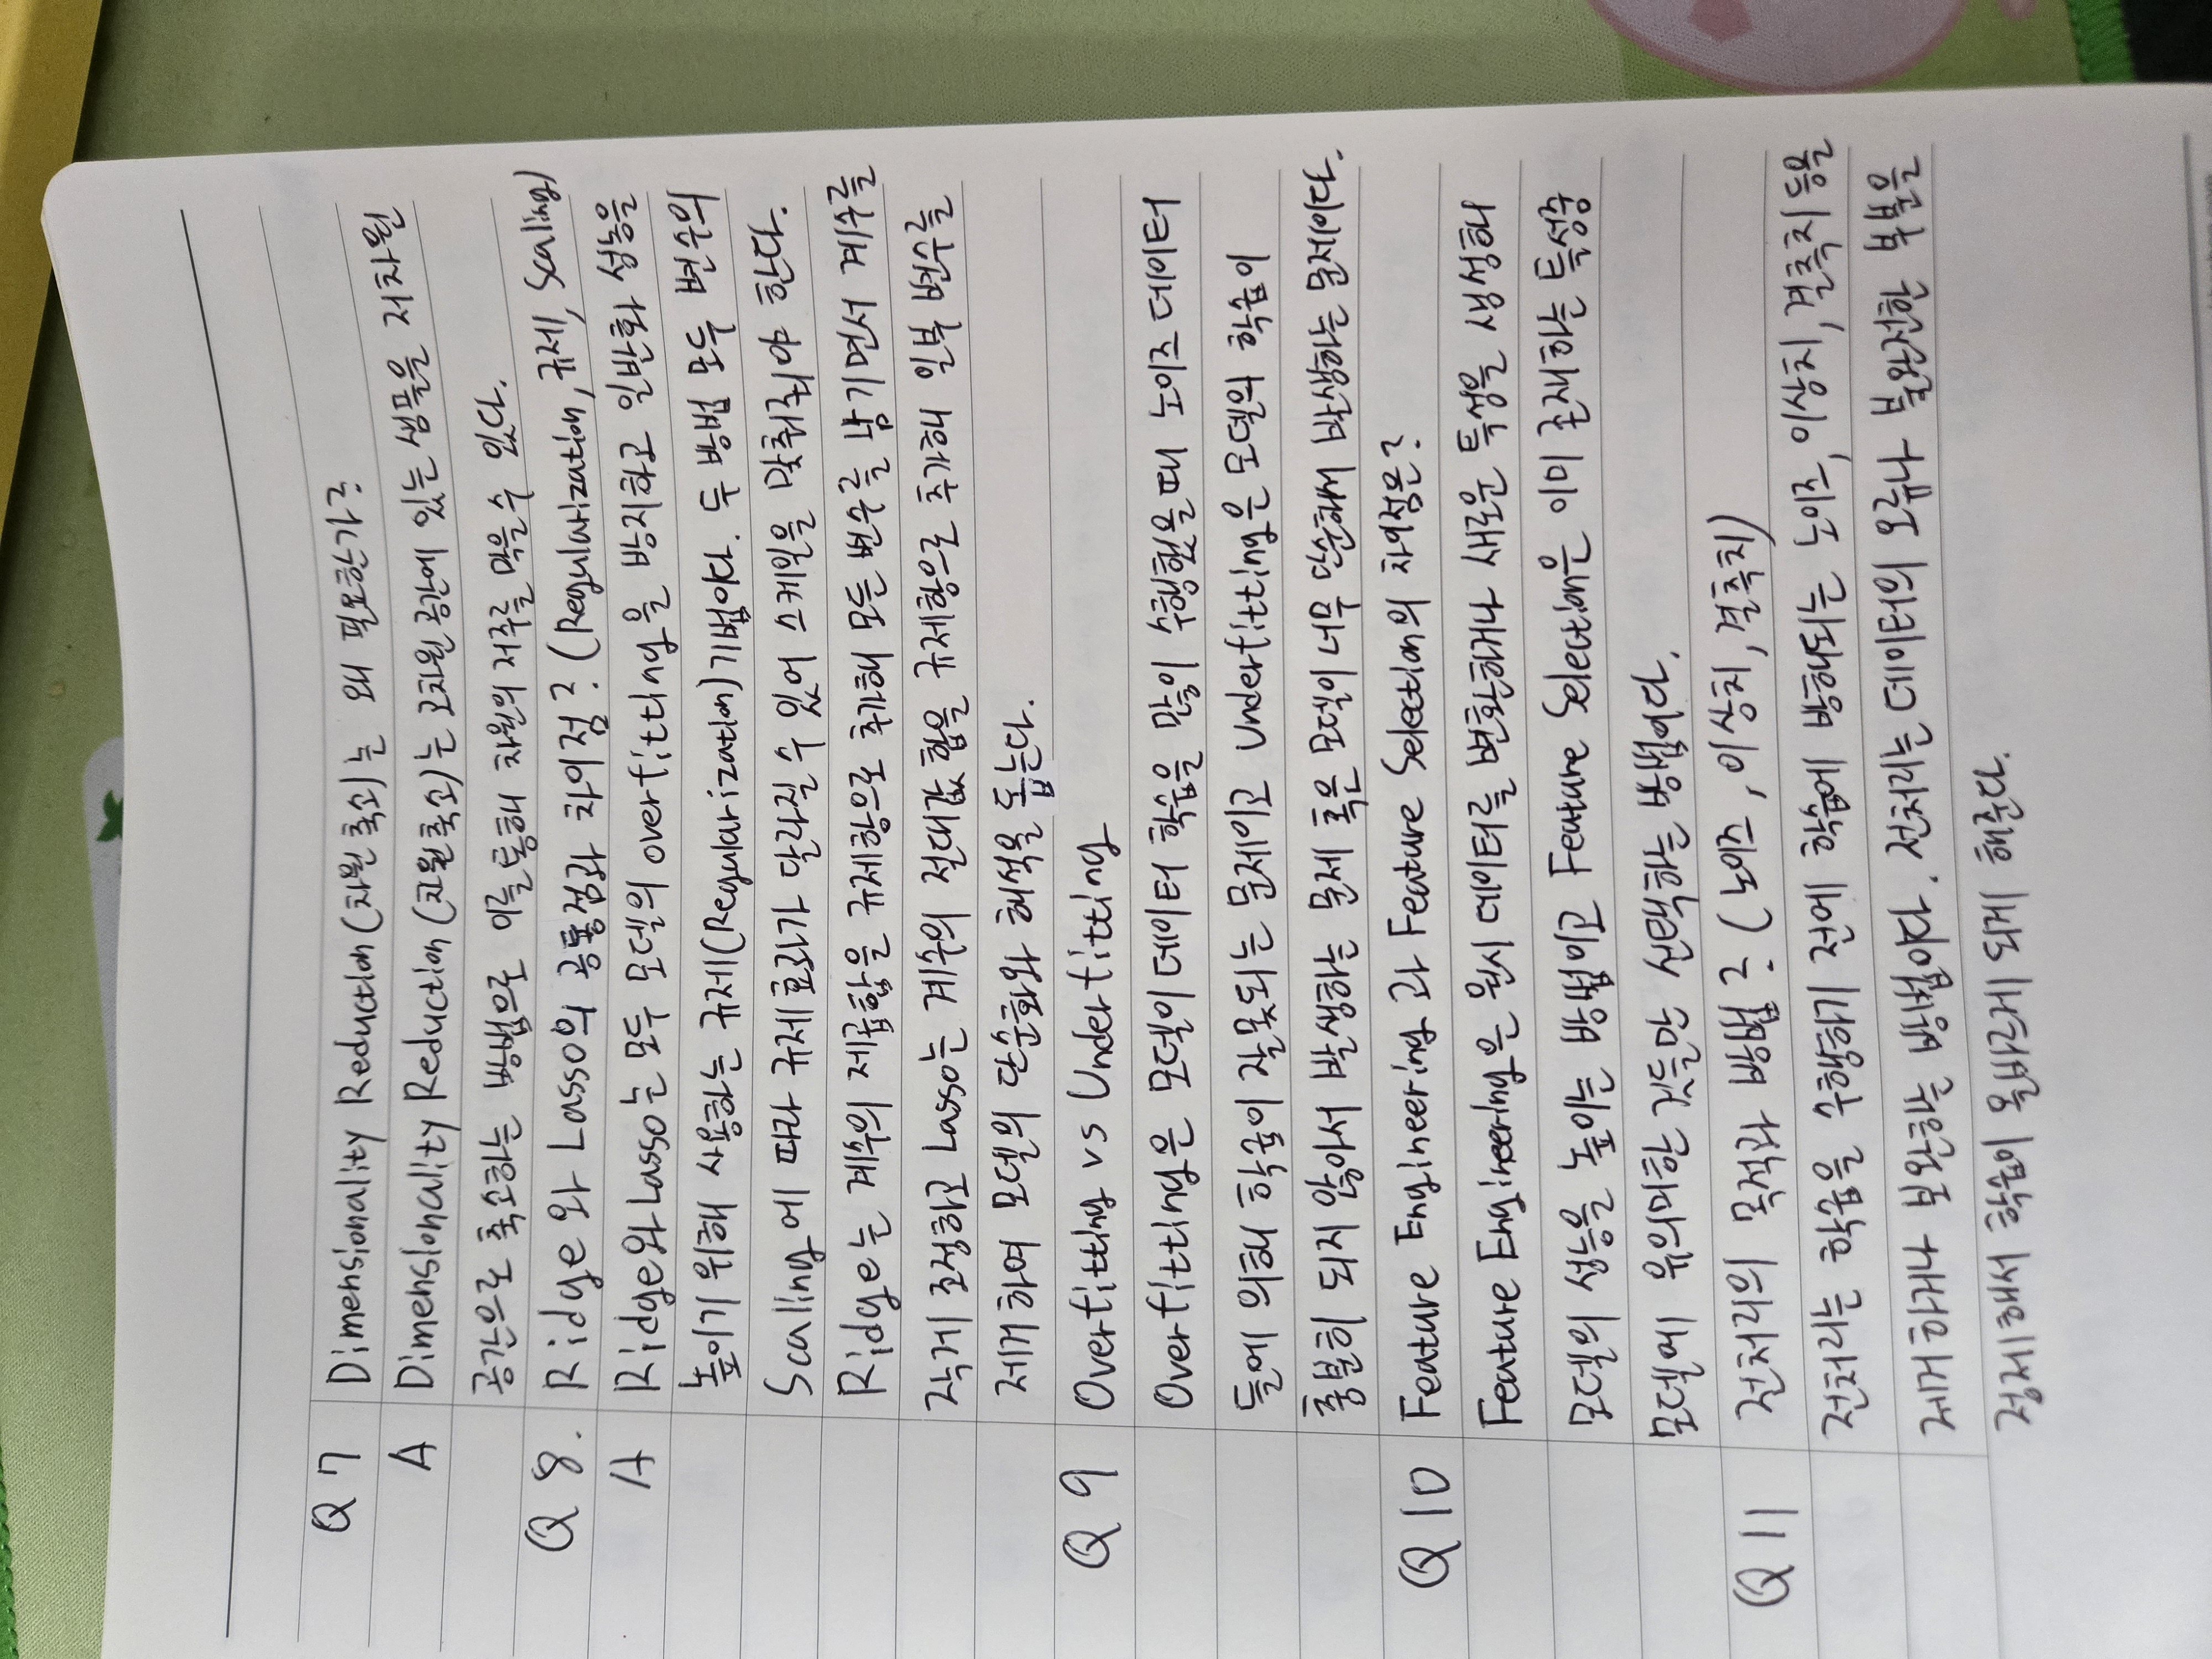 Q 7 Dimensionality Reduction(차원 축소)는 왜 필요한가?
A Dimensionality Reduction(차원축소)는 고차원 공간에 있는 샘플을 저차원
공간으로 축소하는 방법으로 이를 통해 차원의 저주를 막을 수 있다.
Q 8. Ridge와 Lasso의 공통점과 차이점? (Regularization, 규제, Scaling)
A Ridge와 Lasso는 모두 모델의 overfitting을 방지하고 일반화 성능을
높이기 위해 사용하는 규제(Regularization)기법이다. 두 방법 모두 변수의
Scaling에 따라 규제 효과가 달라질 수 있어 스케일을 맞춰줘야 한다.
Ridge는 계수의 제곱합을 규제항으로 추가해 모든 변수를 남기면서 계수를
작게 조정하고 Lasso는 계수의 절대값 합을 규제항으로 추가해 일부 변수를
제거하여 모델의 단순화와 해석을 돕는다.
Q 9 Overfitting vs Underfitting
Overfitting은 모델이 데이터 학습을 많이 수행했을 때 노이즈 데이터
들에 의해 학습이 잘못되는 문제이고 Underfitting은 모델의 학습이
충분히 되지 않아서 발생하는 문제 혹은 모델이 너무 단순해서 발생하는 문제이다.
Q 10 Feature Engineering과 Feature Selection의 차이점은?
Feature Engineering은 원시 데이터를 변환하거나 새로운 특성을 생성해
모델의 성능을 높이는 방법이고 Feature Selection은 이미 존재하는 특성중
모델에 유의미한 것들만 선택하는 방법이다.
Q 11 전처리의 목적과 방법? (노이즈, 이상치, 결측치)
전처리는 학습을 수행하기 전에 학습에 방해되는 노이즈, 이상치, 결측치 등을
제거하거나 보완하는 방법이다. 전처리는 데이터의 오류나 불완전한 부분을
정제해서 학습이 올바르게 되게 해준다.